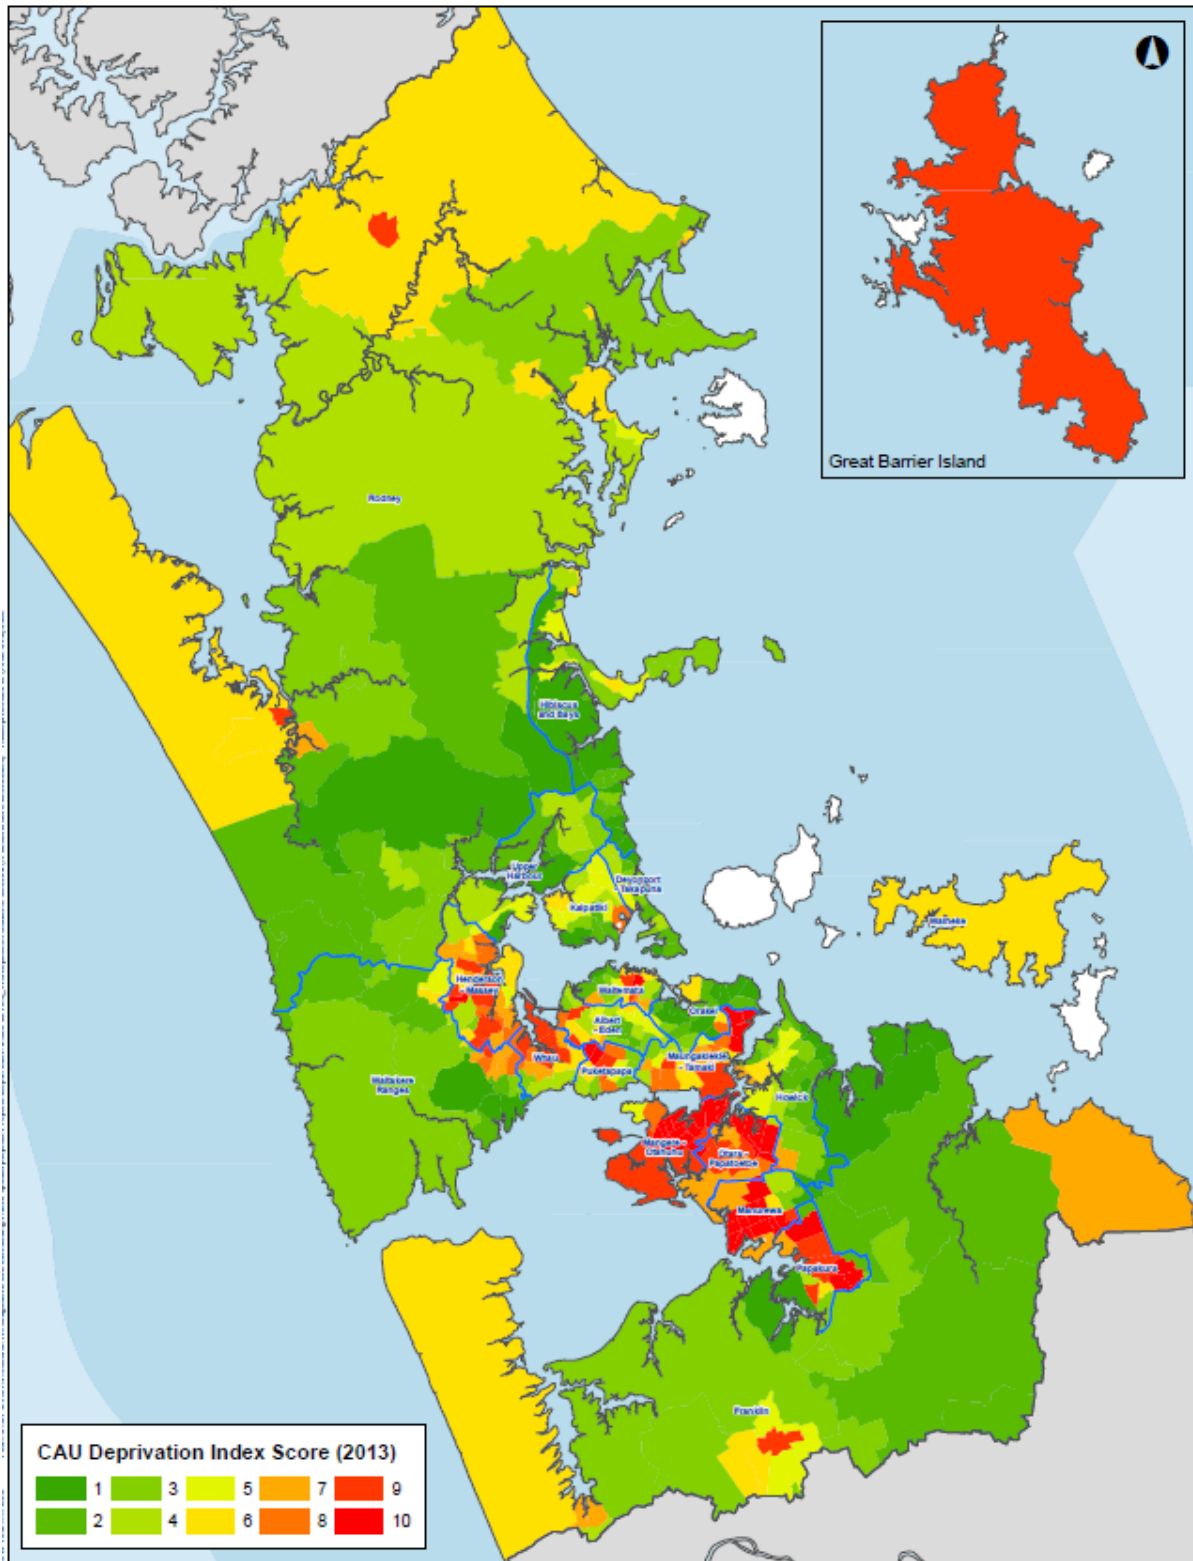 Great Barrier Island
Rodney
Hibiscus
and Bays
Upper
Harbour
Devonport
- Takapuna
Kaipatiki
Waiheke
Henderson
- Massey
Waitemata
Orakei
Albert
- Eden
Whau
Maungakiekie
- Tamaki
Puketapapa
Waitakere
Ranges
Howick
Mangere -
Otahuhu
Otara -
Papatoetoe
Manurewa
Papakura
Franklin
CAU Deprivation Index Score (2013)
1 3 5 7 9
2 4 6 8 10